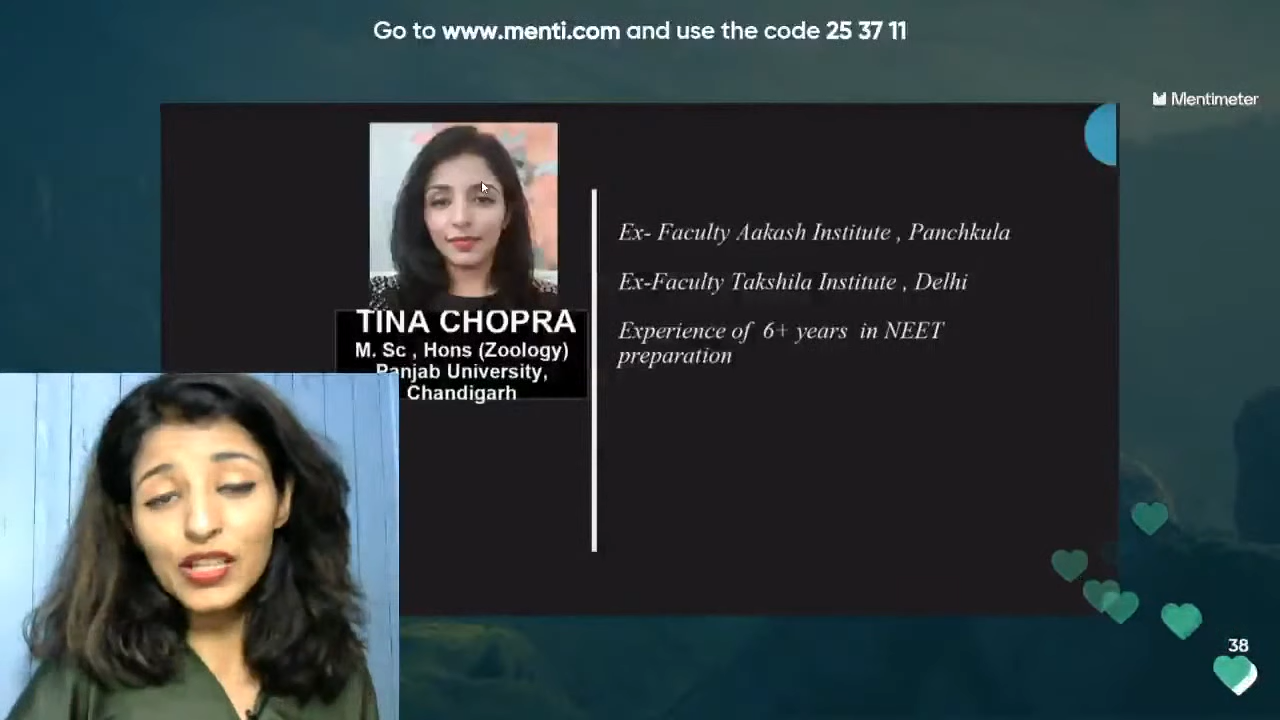 Go to www.menti.com and use the code 25 37 11
Mentimeter
TINA CHOPRA
M. Sc , Hons (Zoology)
Panjab University,
Chandigarh
Ex- Faculty Aakash Institute , Panchkula
Ex-Faculty Takshila Institute , Delhi
Experience of 6+ years in NEET
preparation
38